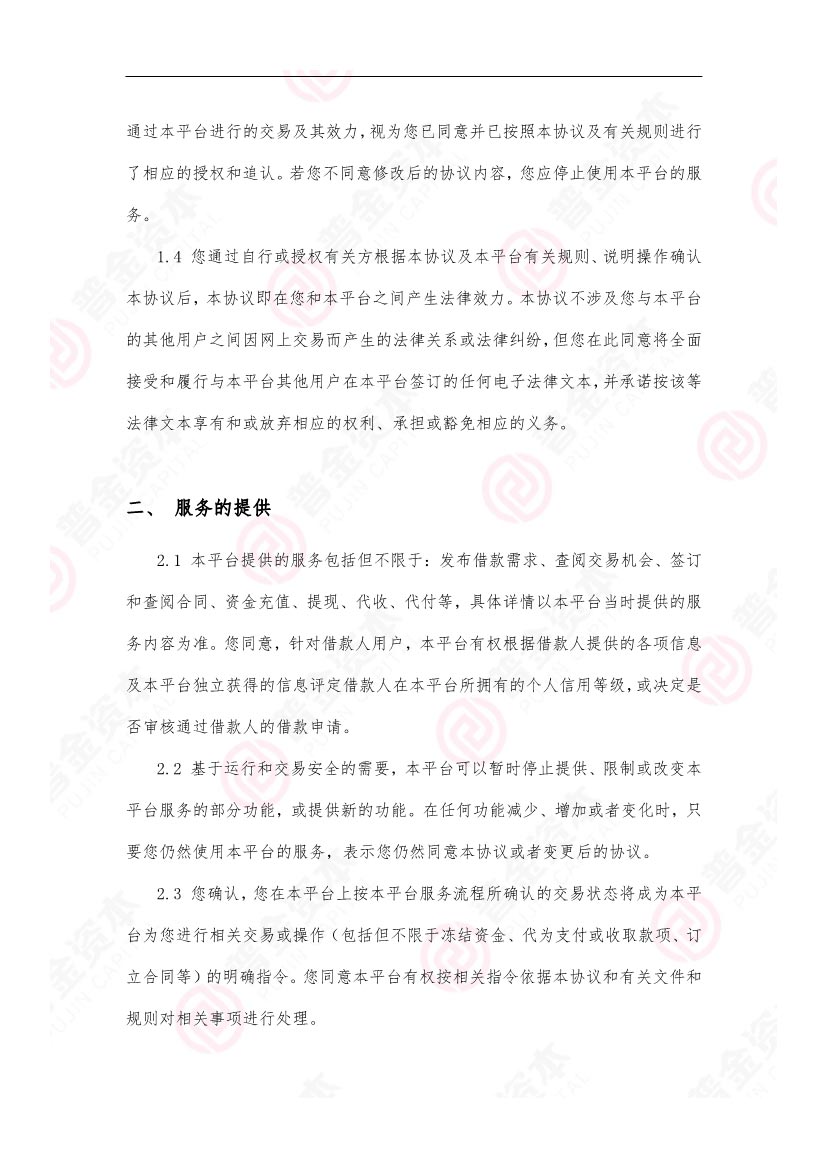 通过本平台进行的交易及其效力，视为您已同意并已按照本协议及有关规则进行
了相应的授权和追认。若您不同意修改后的协议内容，您应停止使用本平台的服
务。
1.4 您通过自行或授权有关方根据本协议及本平台有关规则、说明操作确认
本协议后，本协议即在您和本平台之间产生法律效力。本协议不涉及您与本平台
的其他用户之间因网上交易而产生的法律关系或法律纠纷，但您在此同意将全面
接受和履行与本平台其他用户在本平台签订的任何电子法律文本，并承诺按该等
法律文本享有和或放弃相应的权利、承担或豁免相应的义务。
二、 服务的提供
2.1 本平台提供的服务包括但不限于：发布借款需求、查阅交易机会、签订
和查阅合同、资金充值、提现、代收、代付等，具体详情以本平台当时提供的服
务内容为准。您同意，针对借款人用户，本平台有权根据借款人提供的各项信息
及本平台独立获得的信息评定借款人在本平台所拥有的个人信用等级，或决定是
否审核通过借款人的借款申请。
2.2 基于运行和交易安全的需要，本平台可以暂时停止提供、限制或改变本
平台服务的部分功能，或提供新的功能。在任何功能减少、增加或者变化时，只
要您仍然使用本平台的服务，表示您仍然同意本协议或者变更后的协议。
2.3 您确认，您在本平台上按本平台服务流程所确认的交易状态将成为本平
台为您进行相关交易或操作（包括但不限于冻结资金、代为支付或收取款项、订
立合同等）的明确指令。您同意本平台有权按相关指令依据本协议和有关文件和
规则对相关事项进行处理。
普金资本
PUJIN CAPITAL